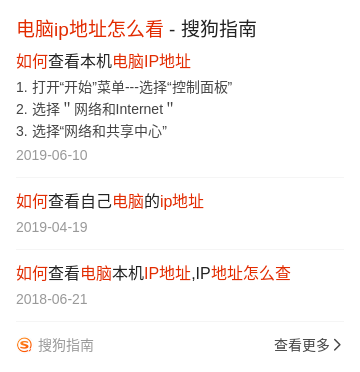 电脑ip地址怎么看 - 搜狗指南
如何查看本机电脑IP地址
1. 打开“开始”菜单---选择“控制面板”
2. 选择＂网络和Internet＂
3. 选择“网络和共享中心”
2019-06-10
如何查看自己电脑的ip地址
2019-04-19
如何查看电脑本机IP地址,IP地址怎么查
2018-06-21
搜狗指南 查看更多